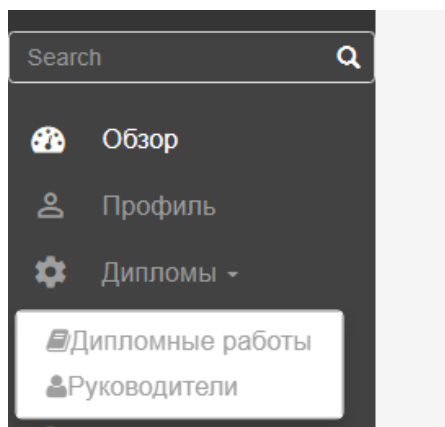 Search
Обзор
Профиль
Дипломы
Дипломные работы
Руководители